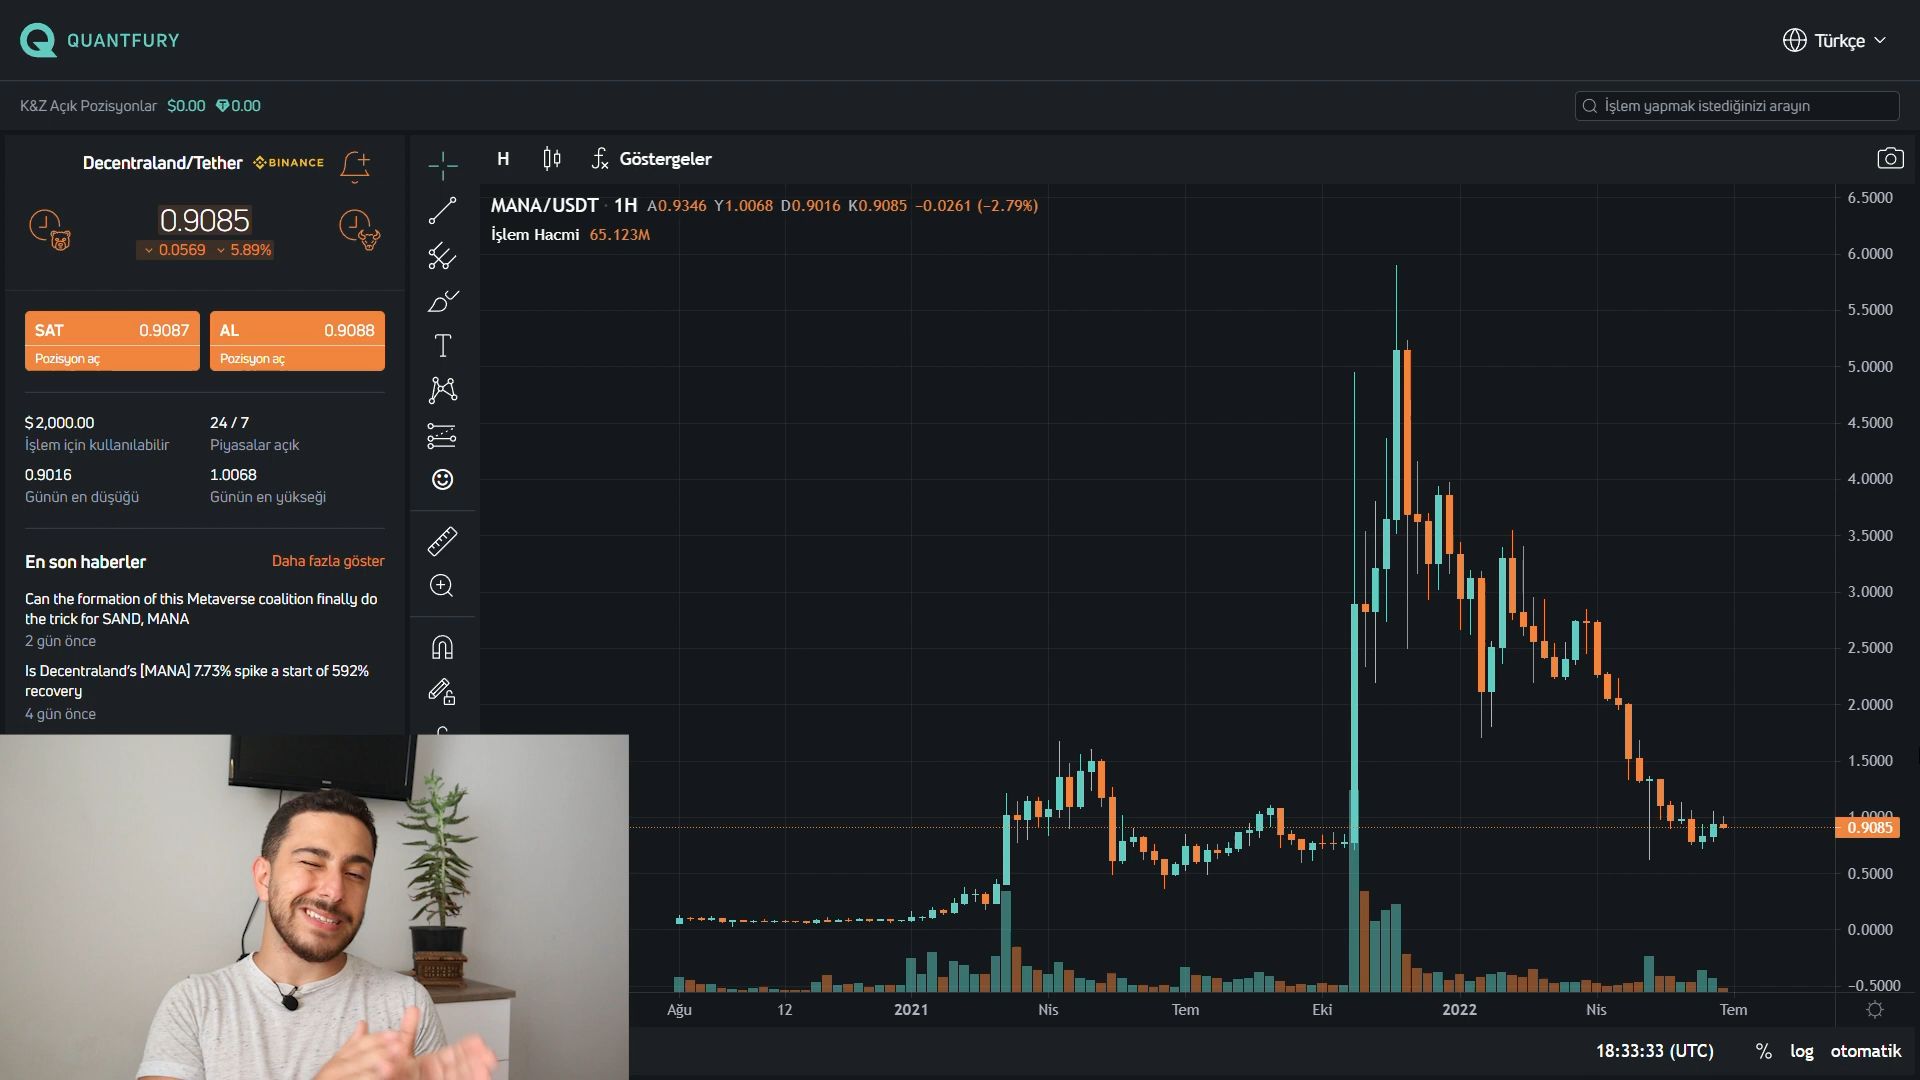 QUANTFURY
Türkçe
K&Z Açık Pozisyonlar $0.00 0.00
İşlem yapmak istediğinizi arayın
Decentraland/Tether BINANCE
0.9085
0.0569 5.89%
SAT 0.9087
Pozisyon aç
AL 0.9088
Pozisyon aç
$2,000.00
İşlem için kullanılabilir
24 / 7
Piyasalar açık
0.9016
Günün en düşüğü
1.0068
Günün en yükseği
En son haberler
Daha fazla göster
Can the formation of this Metaverse coalition finally do
the trick for SAND, MANA
2 gün önce
Is Decentraland's [MANA] 7.73% spike a start of 592%
recovery
4 gün önce
H
Göstergeler
MANA/USDT · 1H A0.9346 Y1.0068 D0.9016 K0.9085 −0.0261 (−2.79%)
İşlem Hacmi 65.123M
6.5000
6.0000
5.5000
5.0000
4.5000
4.0000
3.5000
3.0000
2.5000
2.0000
1.5000
1.0000
0.9085
0.5000
0.0000
−0.5000
Ağu 12 2021 Nis Tem Eki 2022 Nis Tem
18:33:33 (UTC) % log otomatik